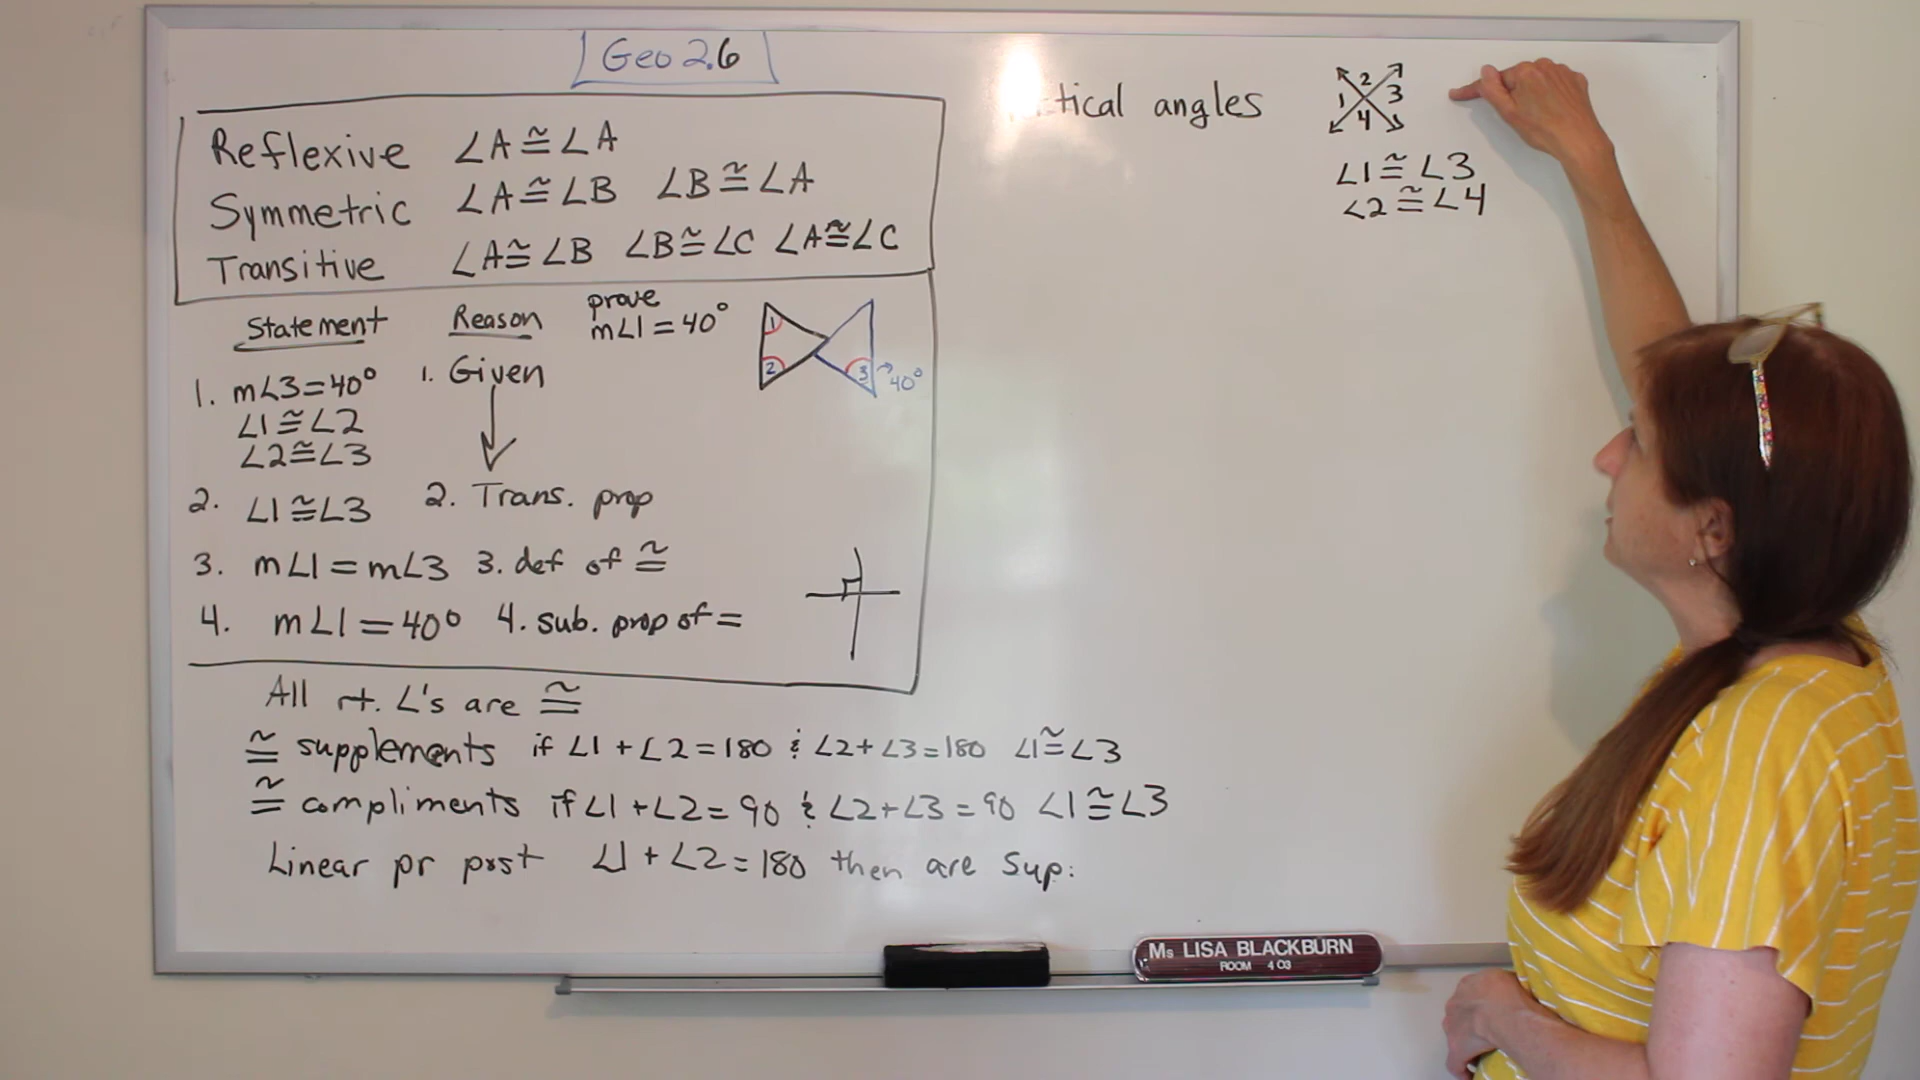 Geo 2.6
Reflexive ∠A ≅ ∠A
Symmetric ∠A ≅ ∠B ∠B ≅ ∠A
Transitive ∠A ≅ ∠B ∠B ≅ ∠C ∠A ≅ ∠C
Statement Reason
prove
m∠1 = 40°
1
2
3
40°
1. m∠3 = 40° 1. Given
∠1 ≅ ∠2
∠2 ≅ ∠3
2. ∠1 ≅ ∠3 2. Trans. prop
3. m∠1 = m∠3 3. def of ≅
4. m∠1 = 40° 4. sub. prop of =
All rt. ∠'s are ≅
≅ supplements if ∠1 + ∠2 = 180 & ∠2 + ∠3 = 180 ∠1 ≅ ∠3
≅ compliments if ∠1 + ∠2 = 90 & ∠2 + ∠3 = 90 ∠1 ≅ ∠3
Linear pr post ∠1 + ∠2 = 180 then are sup.
angles
2
1 3
4
∠1 ≅ ∠3
∠2 ≅ ∠4
Ms LISA BLACKBURN
ROOM 403